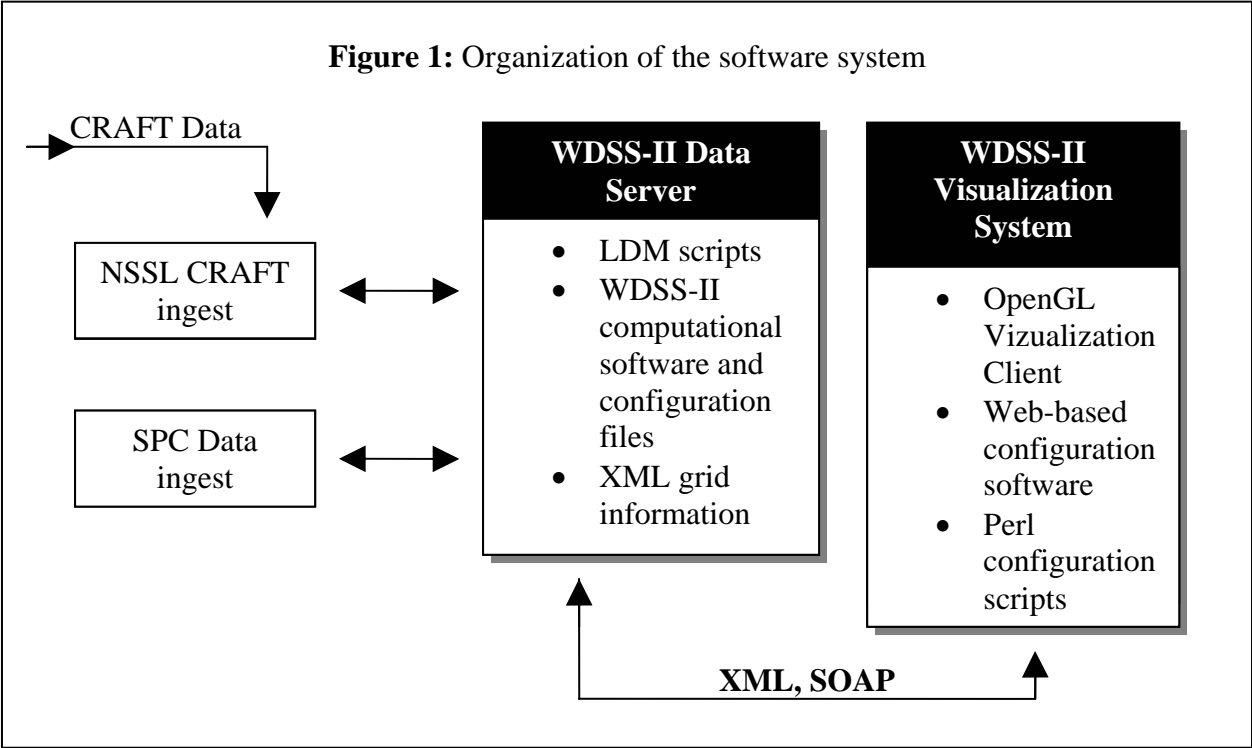 Figure 1: Organization of the software system
CRAFT Data
NSSL CRAFT
ingest
SPC Data
ingest
WDSS-II Data
Server
• LDM scripts
• WDSS-II
computational
software and
configuration
files
• XML grid
information
WDSS-II
Visualization
System
• OpenGL
Vizualization
Client
• Web-based
configuration
software
• Perl
configuration
scripts
XML, SOAP